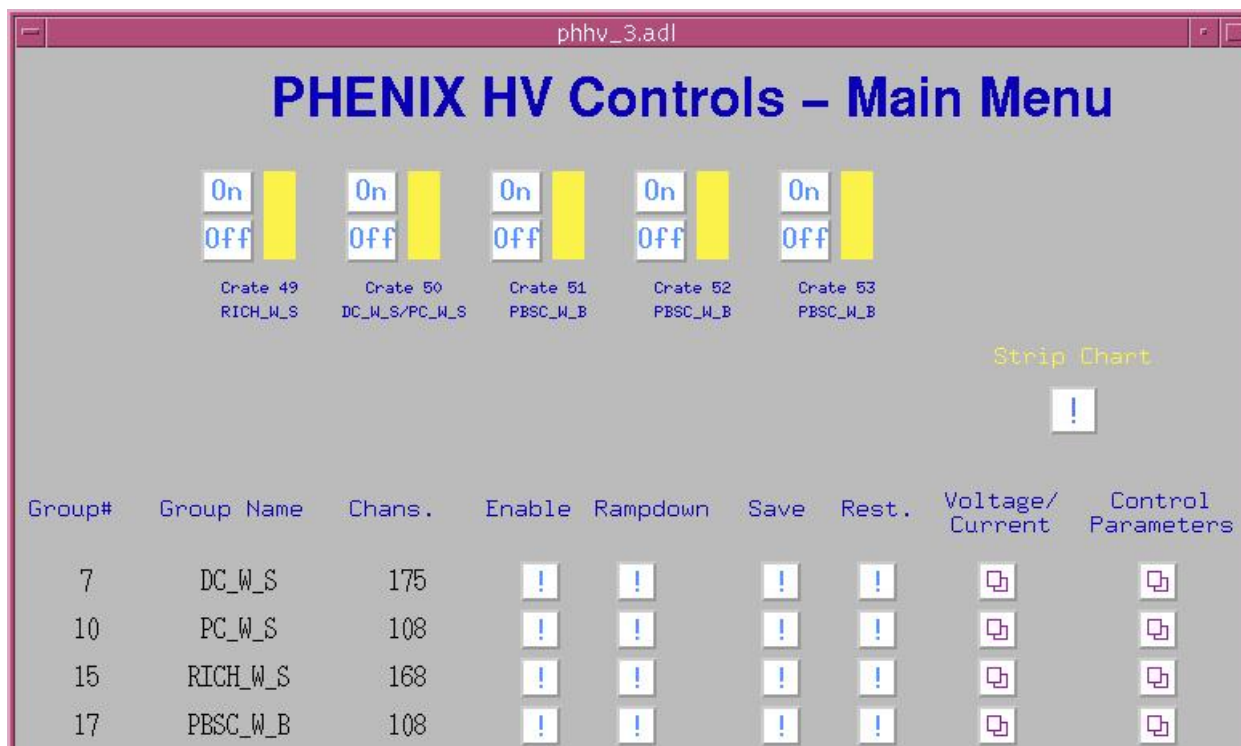 phhv_3.adl
PHENIX HV Controls – Main Menu
On On On On On
Off Off Off Off Off
Crate 49 Crate 50 Crate 51 Crate 52 Crate 53
RICH_W_S DC_W_S/PC_W_S PBSC_W_B PBSC_W_B PBSC_W_B
Strip Chart
!
Group# Group Name Chans. Enable Rampdown Save Rest. Voltage/ Current Control Parameters
7 DC_W_S 175 ! ! ! !
10 PC_W_S 108 ! ! ! !
15 RICH_W_S 168 ! ! ! !
17 PBSC_W_B 108 ! ! ! !